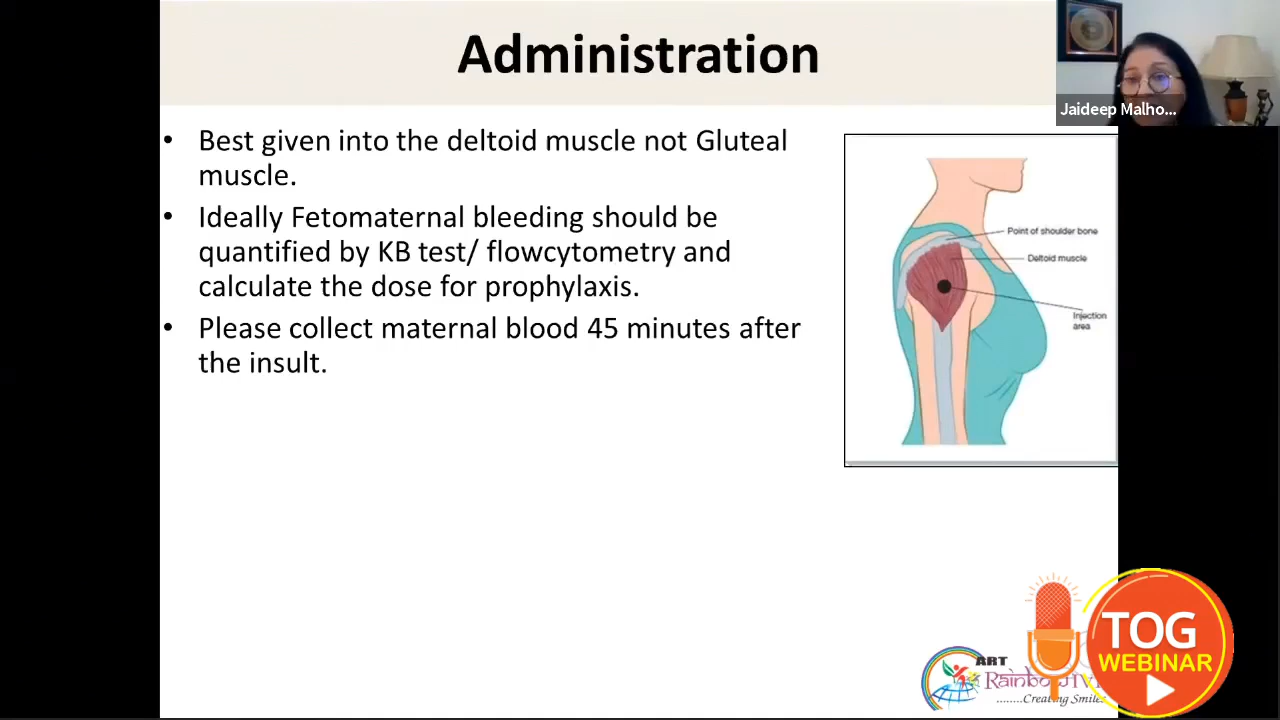 Administration
Jaideep Malho...
• Best given into the deltoid muscle not Gluteal
muscle.
• Ideally Fetomaternal bleeding should be
quantified by KB test/ flowcytometry and
calculate the dose for prophylaxis.
• Please collect maternal blood 45 minutes after
the insult.
Point of shoulder bone
Deltoid muscle
Injection
area
ART
Rainbow IV
........Creating Smiles
TOG
WEBINAR